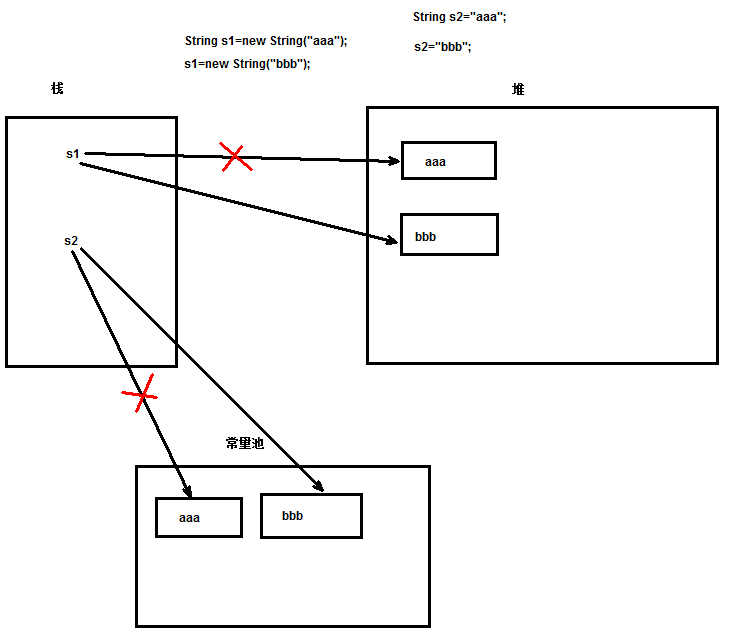 String s1=new String("aaa");
s1=new String("bbb");
String s2="aaa";
s2="bbb";
栈
堆
s1
aaa
bbb
s2
常量池
aaa
bbb